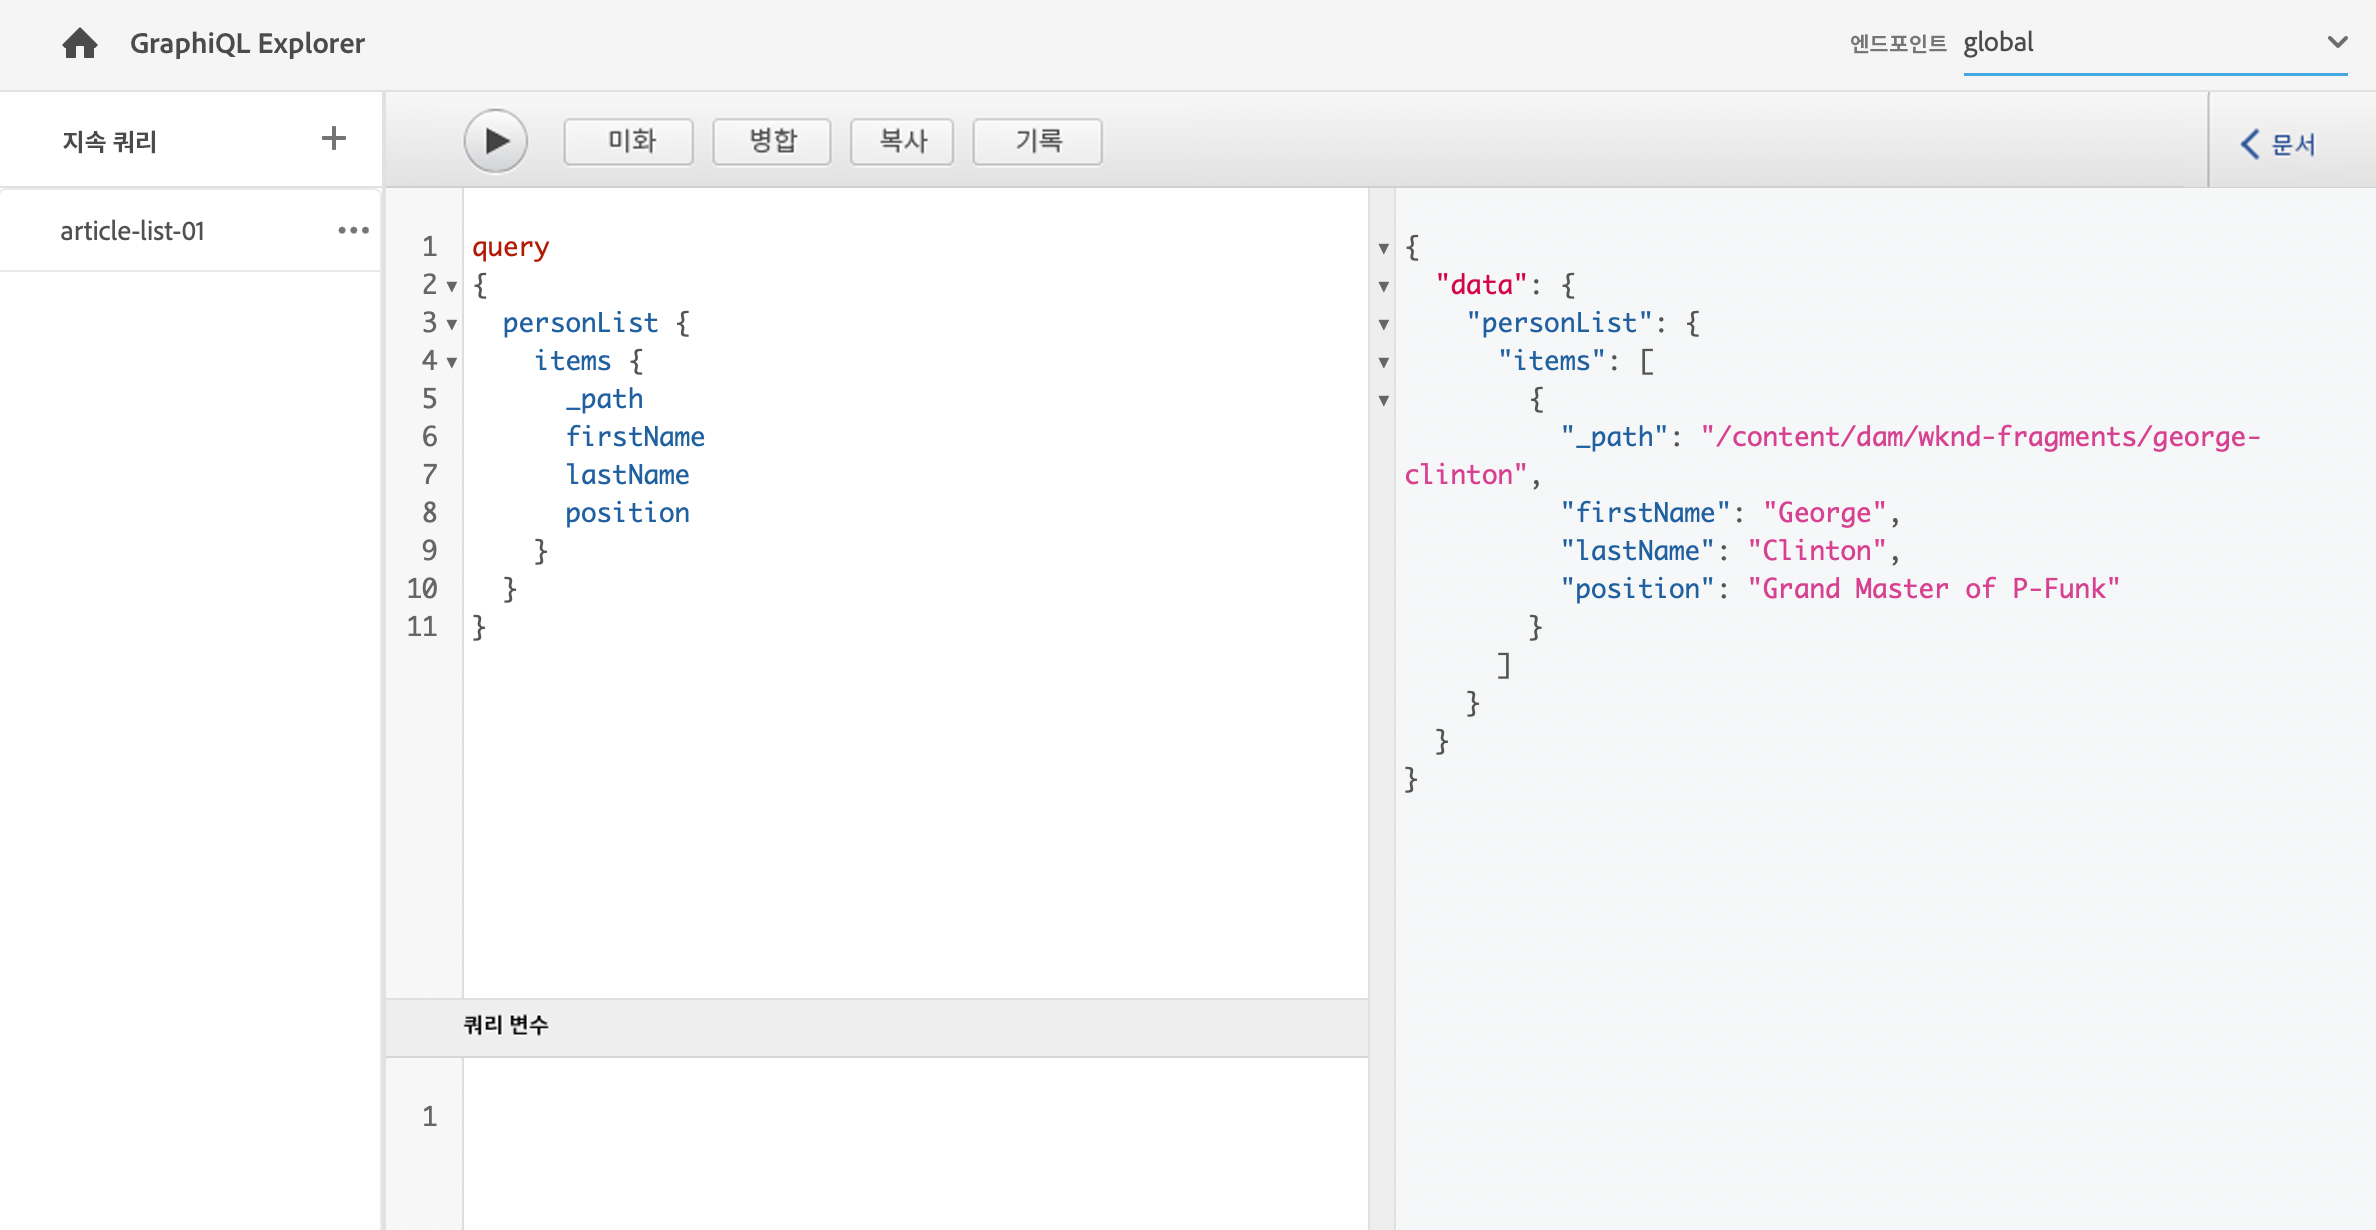 GraphiQL Explorer
엔드포인트 global
지속 쿼리 +
미화 병합 복사 기록
문서
article-list-01
1 query
2 {
3 personList {
4 items {
5 _path
6 firstName
7 lastName
8 position
9 }
10 }
11 }
쿼리 변수
1
{
"data": {
"personList": {
"items": [
{
"_path": "/content/dam/wknd-fragments/george-
clinton",
"firstName": "George",
"lastName": "Clinton",
"position": "Grand Master of P-Funk"
}
]
}
}
}